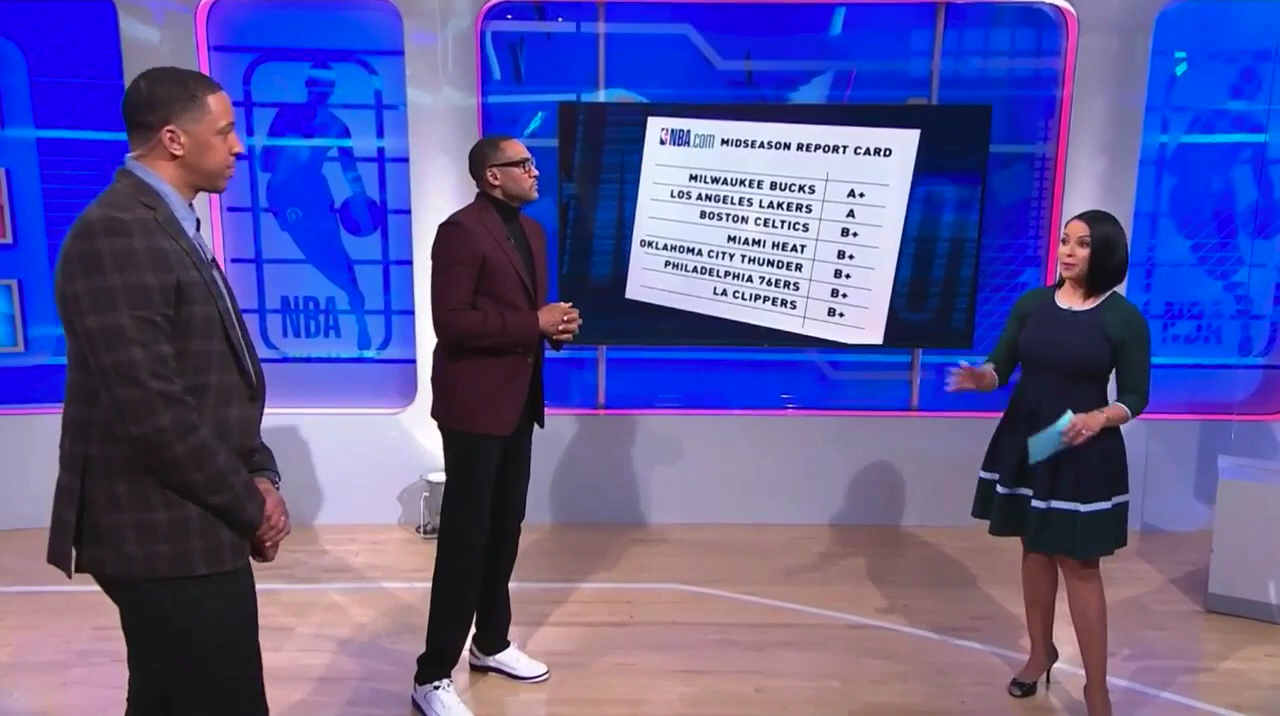 NBA.com MIDSEASON REPORT CARD
MILWAUKEE BUCKS A+
LOS ANGELES LAKERS A
BOSTON CELTICS B+
MIAMI HEAT B+
OKLAHOMA CITY THUNDER B+
PHILADELPHIA 76ERS B+
LA CLIPPERS B+
NBA
NBA